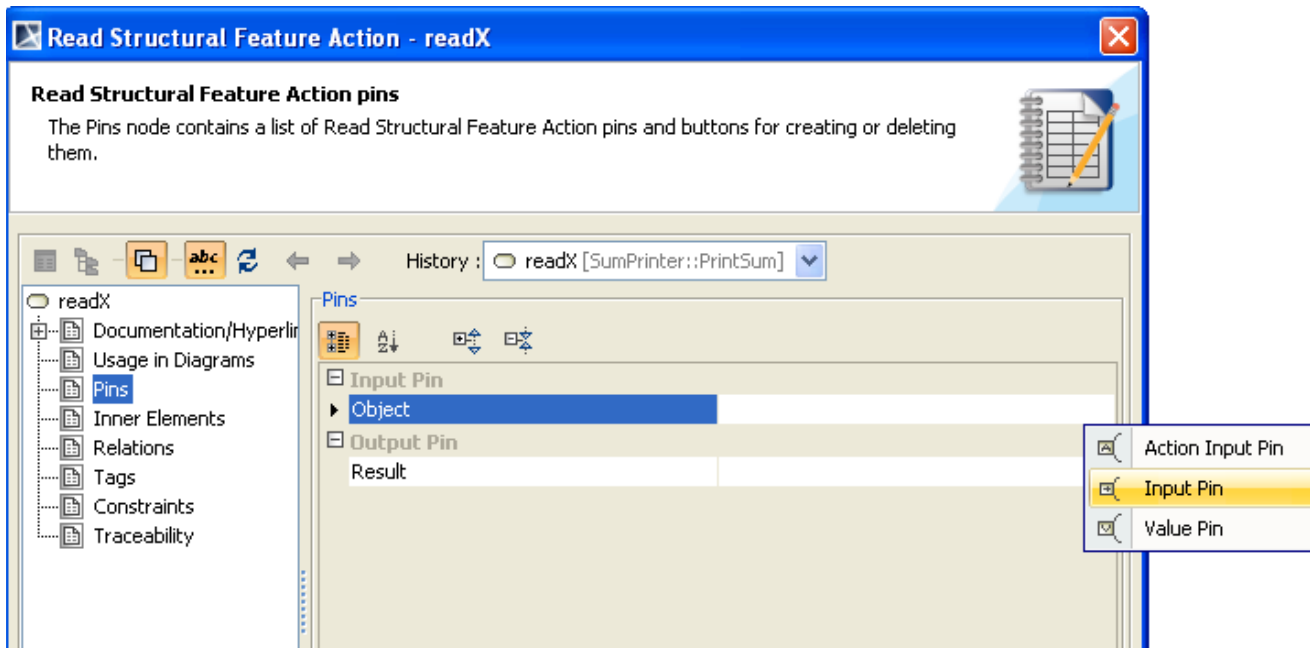 Read Structural Feature Action - readX
Read Structural Feature Action pins
The Pins node contains a list of Read Structural Feature Action pins and buttons for creating or deleting
them.
abc
History : readX [SumPrinter::PrintSum]
readX
Documentation/Hyperlin
Usage in Diagrams
Pins
Inner Elements
Relations
Tags
Constraints
Traceability
Pins
A
Z
Input Pin
Object
Output Pin
Result
Action Input Pin
Input Pin
Value Pin